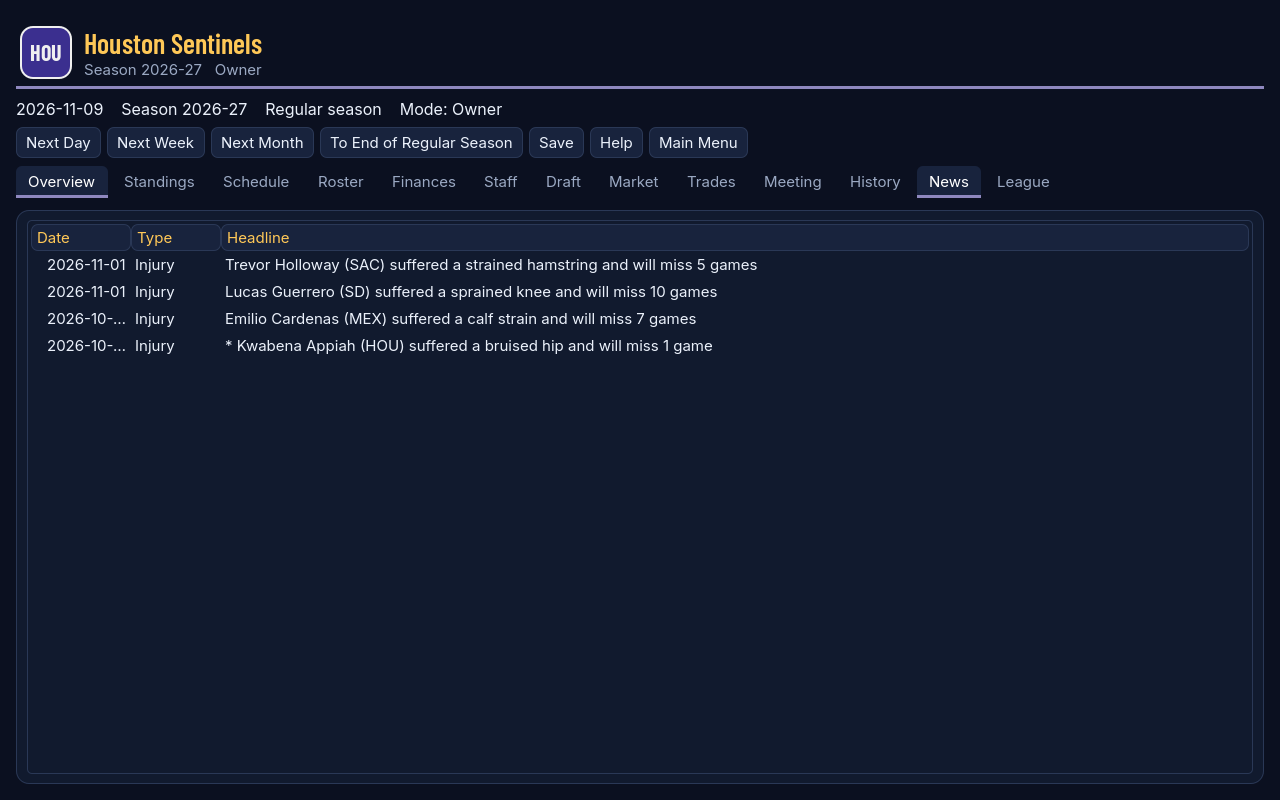 HOU
Houston Sentinels
Season 2026-27 Owner
2026-11-09 Season 2026-27 Regular season Mode: Owner
Next Day Next Week Next Month To End of Regular Season Save Help Main Menu
Overview Standings Schedule Roster Finances Staff Draft Market Trades Meeting History News League
Date Type Headline
2026-11-01 Injury Trevor Holloway (SAC) suffered a strained hamstring and will miss 5 games
2026-11-01 Injury Lucas Guerrero (SD) suffered a sprained knee and will miss 10 games
2026-10-... Injury Emilio Cardenas (MEX) suffered a calf strain and will miss 7 games
2026-10-... Injury * Kwabena Appiah (HOU) suffered a bruised hip and will miss 1 game